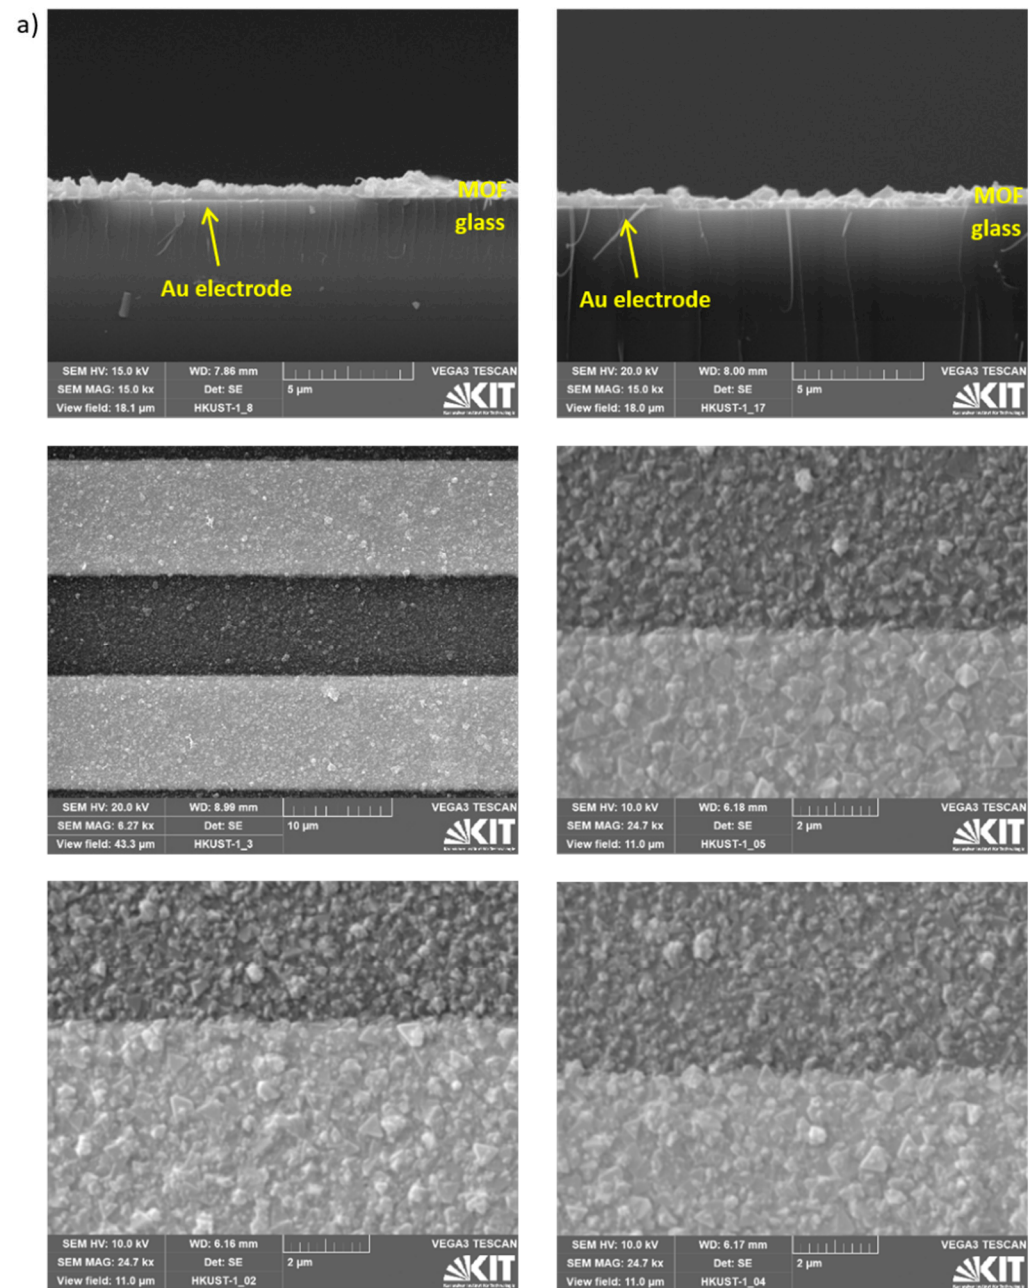 a)
MOF
glass
Au electrode
SEM HV: 15.0 kV WD: 7.86 mm VEGA3 TESCAN
SEM MAG: 15.0 kx Det: SE 5 µm
View field: 18.1 µm HKUST-1_8 KIT
MOF
glass
Au electrode
SEM HV: 20.0 kV WD: 8.00 mm VEGA3 TESCAN
SEM MAG: 15.0 kx Det: SE 5 µm
View field: 18.0 µm HKUST-1_17 KIT
SEM HV: 20.0 kV WD: 8.99 mm VEGA3 TESCAN
SEM MAG: 6.27 kx Det: SE 10 µm
View field: 43.3 µm HKUST-1_3 KIT
SEM HV: 10.0 kV WD: 6.18 mm VEGA3 TESCAN
SEM MAG: 24.7 kx Det: SE 2 µm
View field: 11.0 µm HKUST-1_05 KIT
SEM HV: 10.0 kV WD: 6.16 mm VEGA3 TESCAN
SEM MAG: 24.7 kx Det: SE 2 µm
View field: 11.0 µm HKUST-1_02 KIT
SEM HV: 10.0 kV WD: 6.17 mm VEGA3 TESCAN
SEM MAG: 24.7 kx Det: SE 2 µm
View field: 11.0 µm HKUST-1_04 KIT